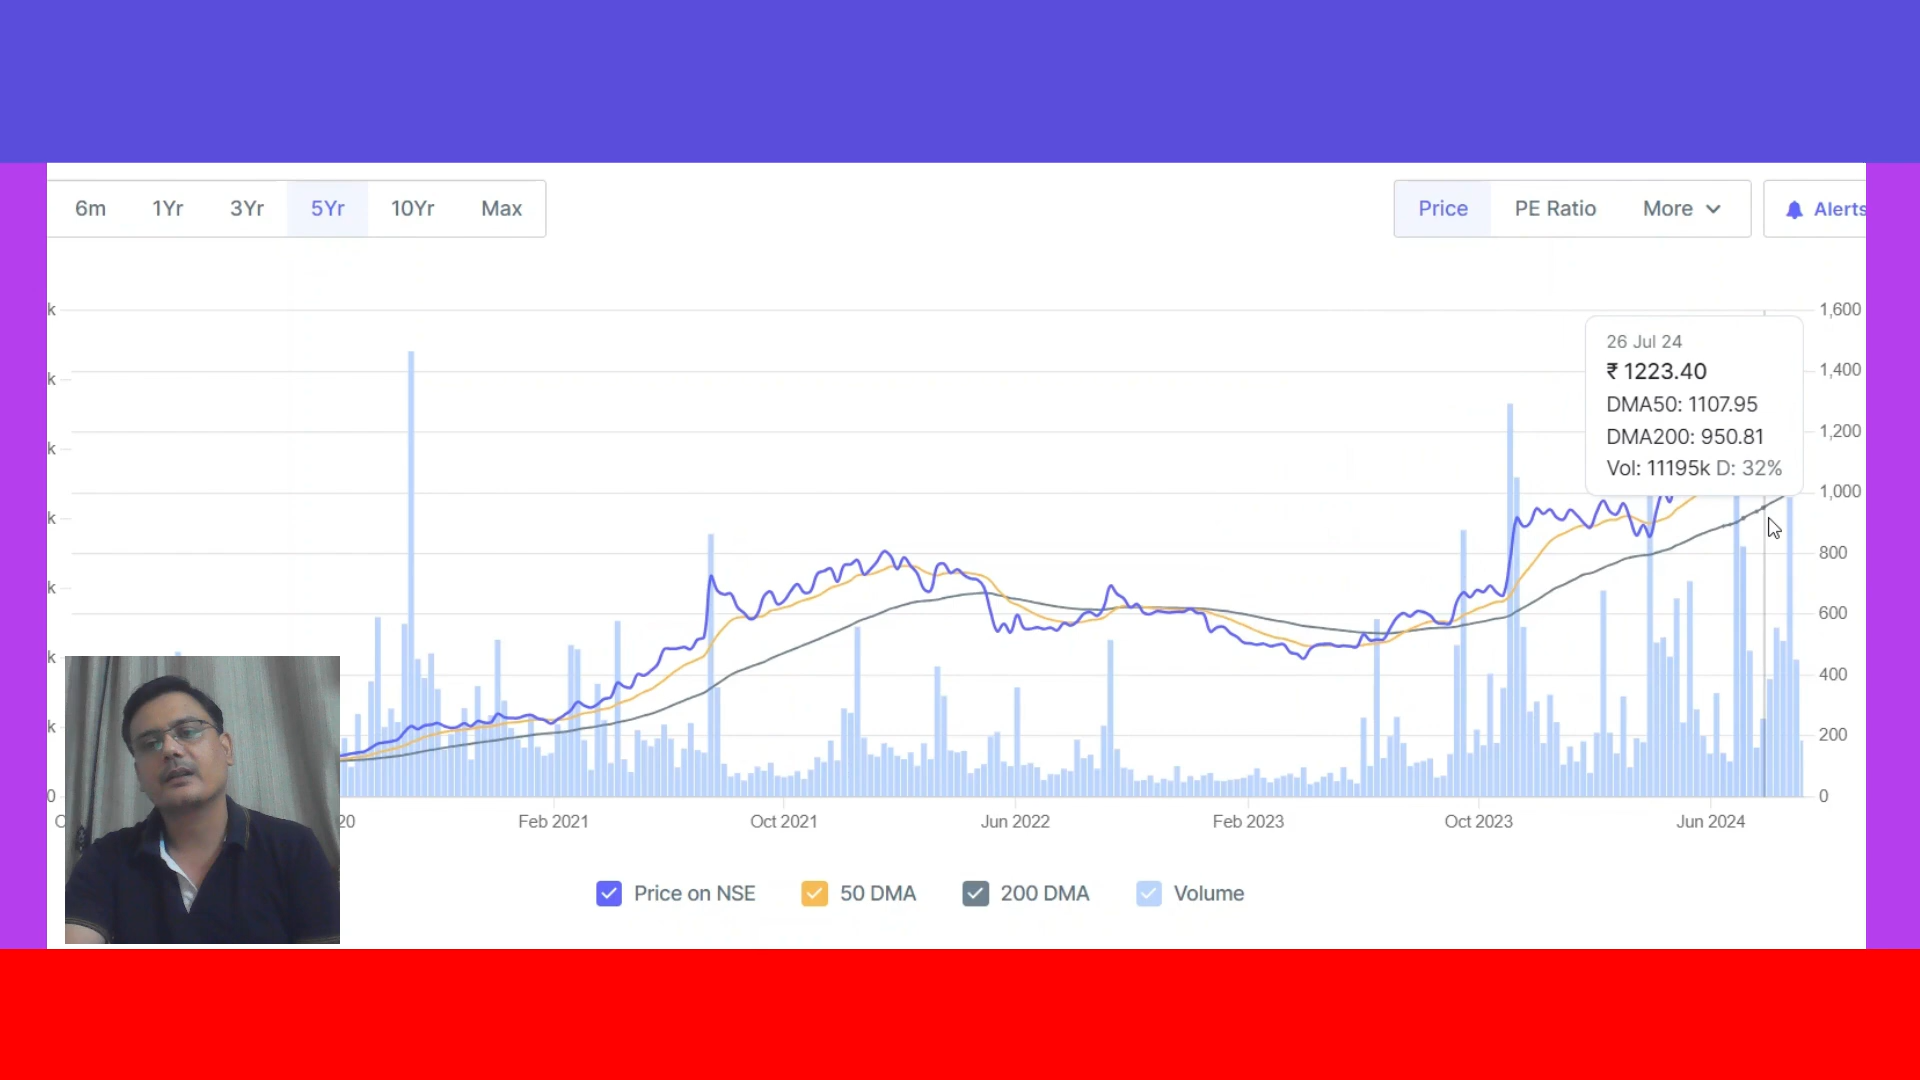 6m 1Yr 3Yr 5Yr 10Yr Max Price PE Ratio More Alerts
k 1,600
26 Jul 24
₹ 1223.40
k 1,400
DMA50: 1107.95
k DMA200: 950.81 1,200
Vol: 11195k D: 32%
k 1,000
800
k 600
k 400
k 200
0 0
20 Feb 2021 Oct 2021 Jun 2022 Feb 2023 Oct 2023 Jun 2024
Price on NSE 50 DMA 200 DMA Volume